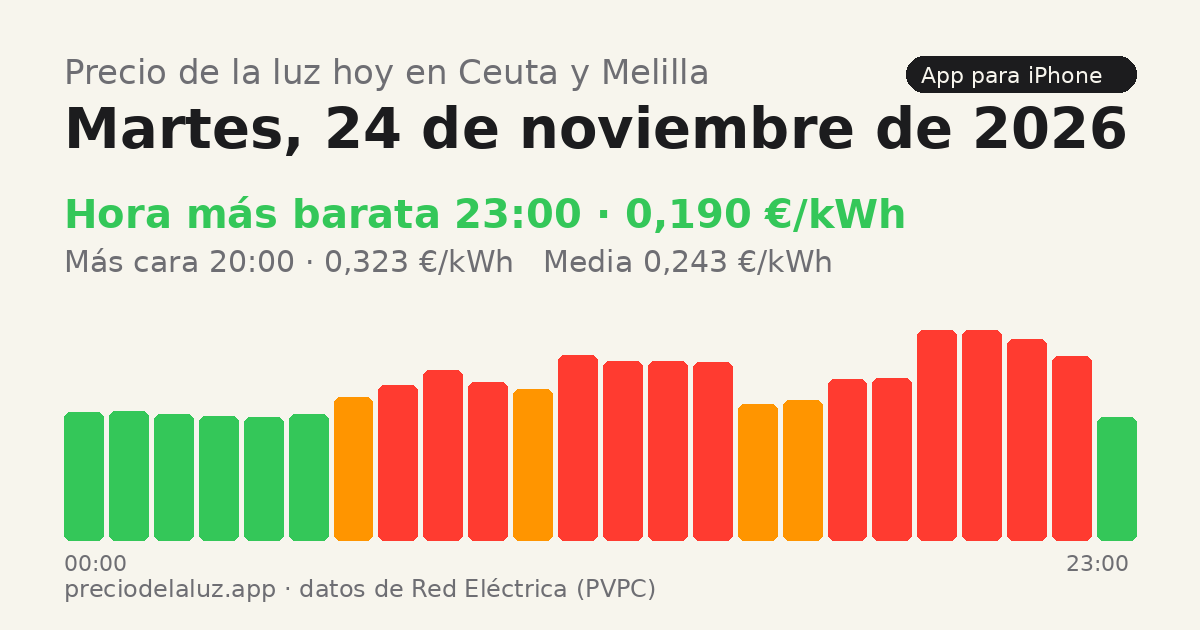 Precio de la luz hoy en Ceuta y Melilla
App para iPhone
Martes, 24 de noviembre de 2026
Hora más barata 23:00 · 0,190 €/kWh
Más cara 20:00 · 0,323 €/kWh   Media 0,243 €/kWh
00:00
23:00
preciodelaluz.app · datos de Red Eléctrica (PVPC)